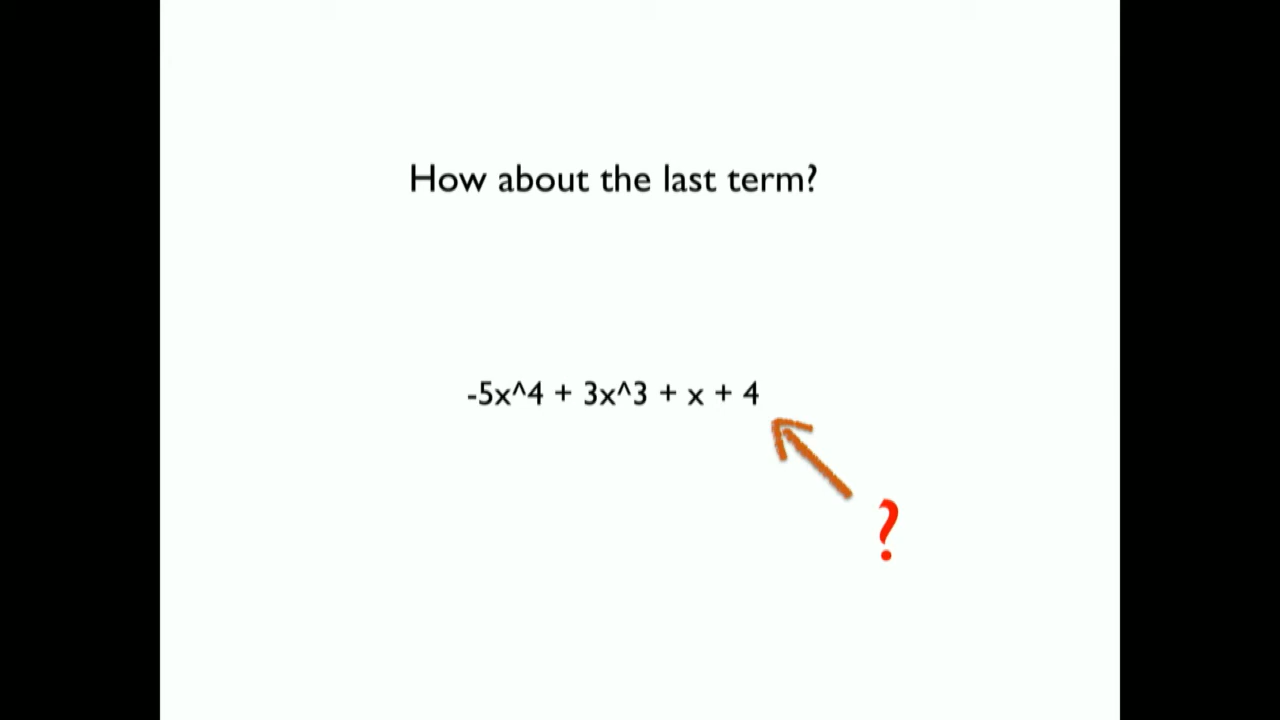 How about the last term?
-5x^4 + 3x^3 + x + 4
?